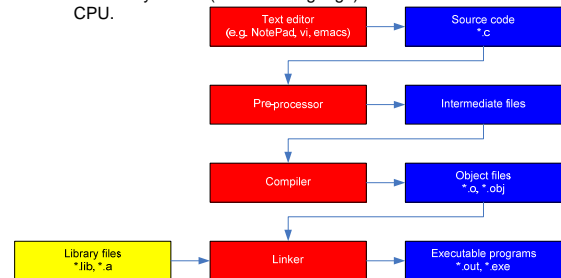 CPU.
Text editor
(e.g. NotePad, vi, emacs)
Source code
*.c
Pre-processor
Intermediate files
Compiler
Object files
*.o, *.obj
Library files
*.lib, *.a
Linker
Executable programs
*.out, *.exe